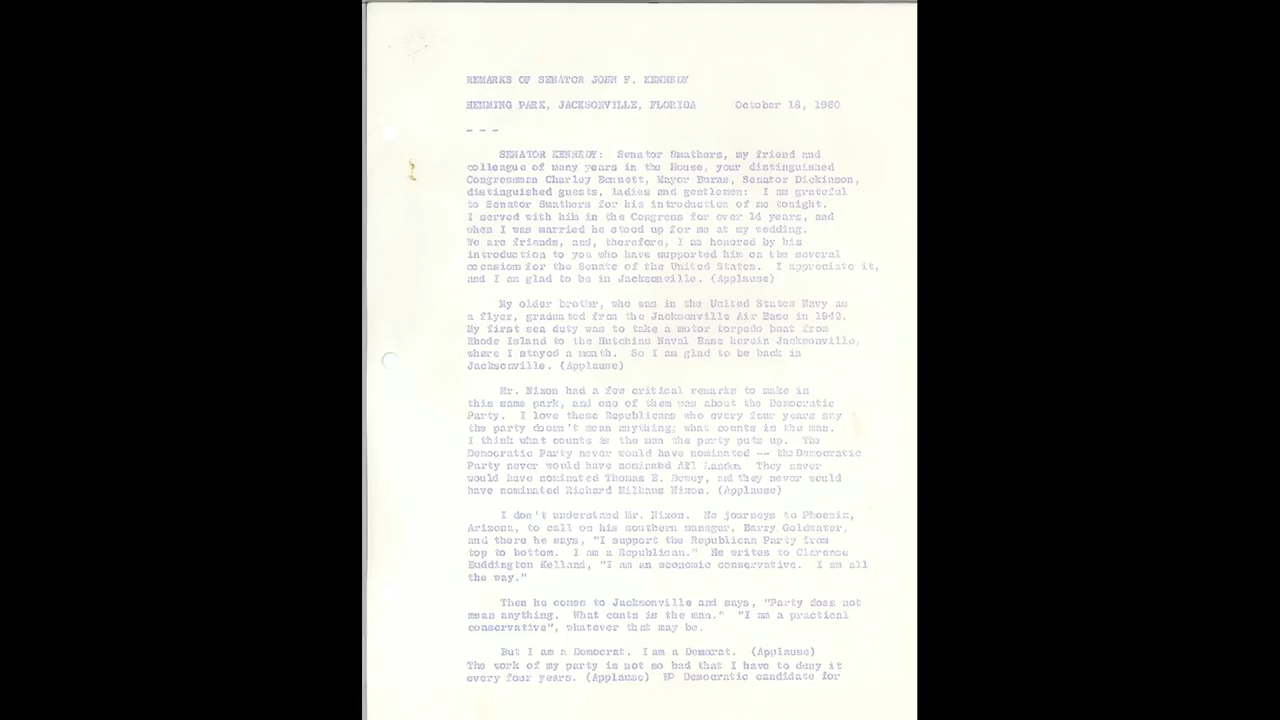 REMARKS OF SENATOR JOHN F. KENNEDY
HEMMING PARK, JACKSONVILLE, FLORIDA October 18, 1960
- - -
SENATOR KENNEDY: Senator Smathers, my friend and
colleague of many years in the House, your distinguished
Congressman Charley Bennett, Mayor Burns, Senator Dickinson,
distinguished guests, ladies and gentlemen: I am grateful
to Senator Smathers for his introduction of me tonight.
I served with him in the Congress for over 14 years, and
when I was married he stood up for me at my wedding.
We are friends, and, therefore, I am honored by his
introduction to you who have supported him on the several
occasions for the Senate of the United States. I appreciate it,
and I am glad to be in Jacksonville. (Applause)
My older brothr, who was in the United States Navy as
a flyer, graduated from the Jacksonville Air Base in 1942.
My first sea duty was to take a motor torpedo boat from
Rhode Island to the Hutchins Naval Base herein Jacksonville,
where I stayed a month. So I am glad to be back in
Jacksonville. (Applause)
Mr. Nixon had a few critical remarks to make in
this same park, and one of them was about the Democratic
Party. I love these Republicans who every four years say
the party doesn't mean anything; what counts is the man.
I think what counts is the man the party puts up. The
Democratic Party never would have nominated -- the Democratic
Party never would have nominated Alf Landon. They never
would have nominated Thomas E. Dewey, and they never would
have nominated Richard Milhaus Nixon. (Applause)
I don't understand Mr. Nixon. He journeys to Phoenix,
Arizona, to call on his southern manager, Barry Goldwater,
and there he says, "I support the Republican Party from
top to bottom. I am a Republican." He writes to Clarence
Buddington Kelland, "I am an economic conservative. I am all
the way."
Then he comes to Jacksonville and says, "Party does not
mean anything. What conts is the man." "I am a practical
conservative", whatever that may be.
But I am a Democrat. I am a Demorat. (Applause)
The work of my party is not so bad that I have to deny it
every four years. (Applause) No Democratic candidate for